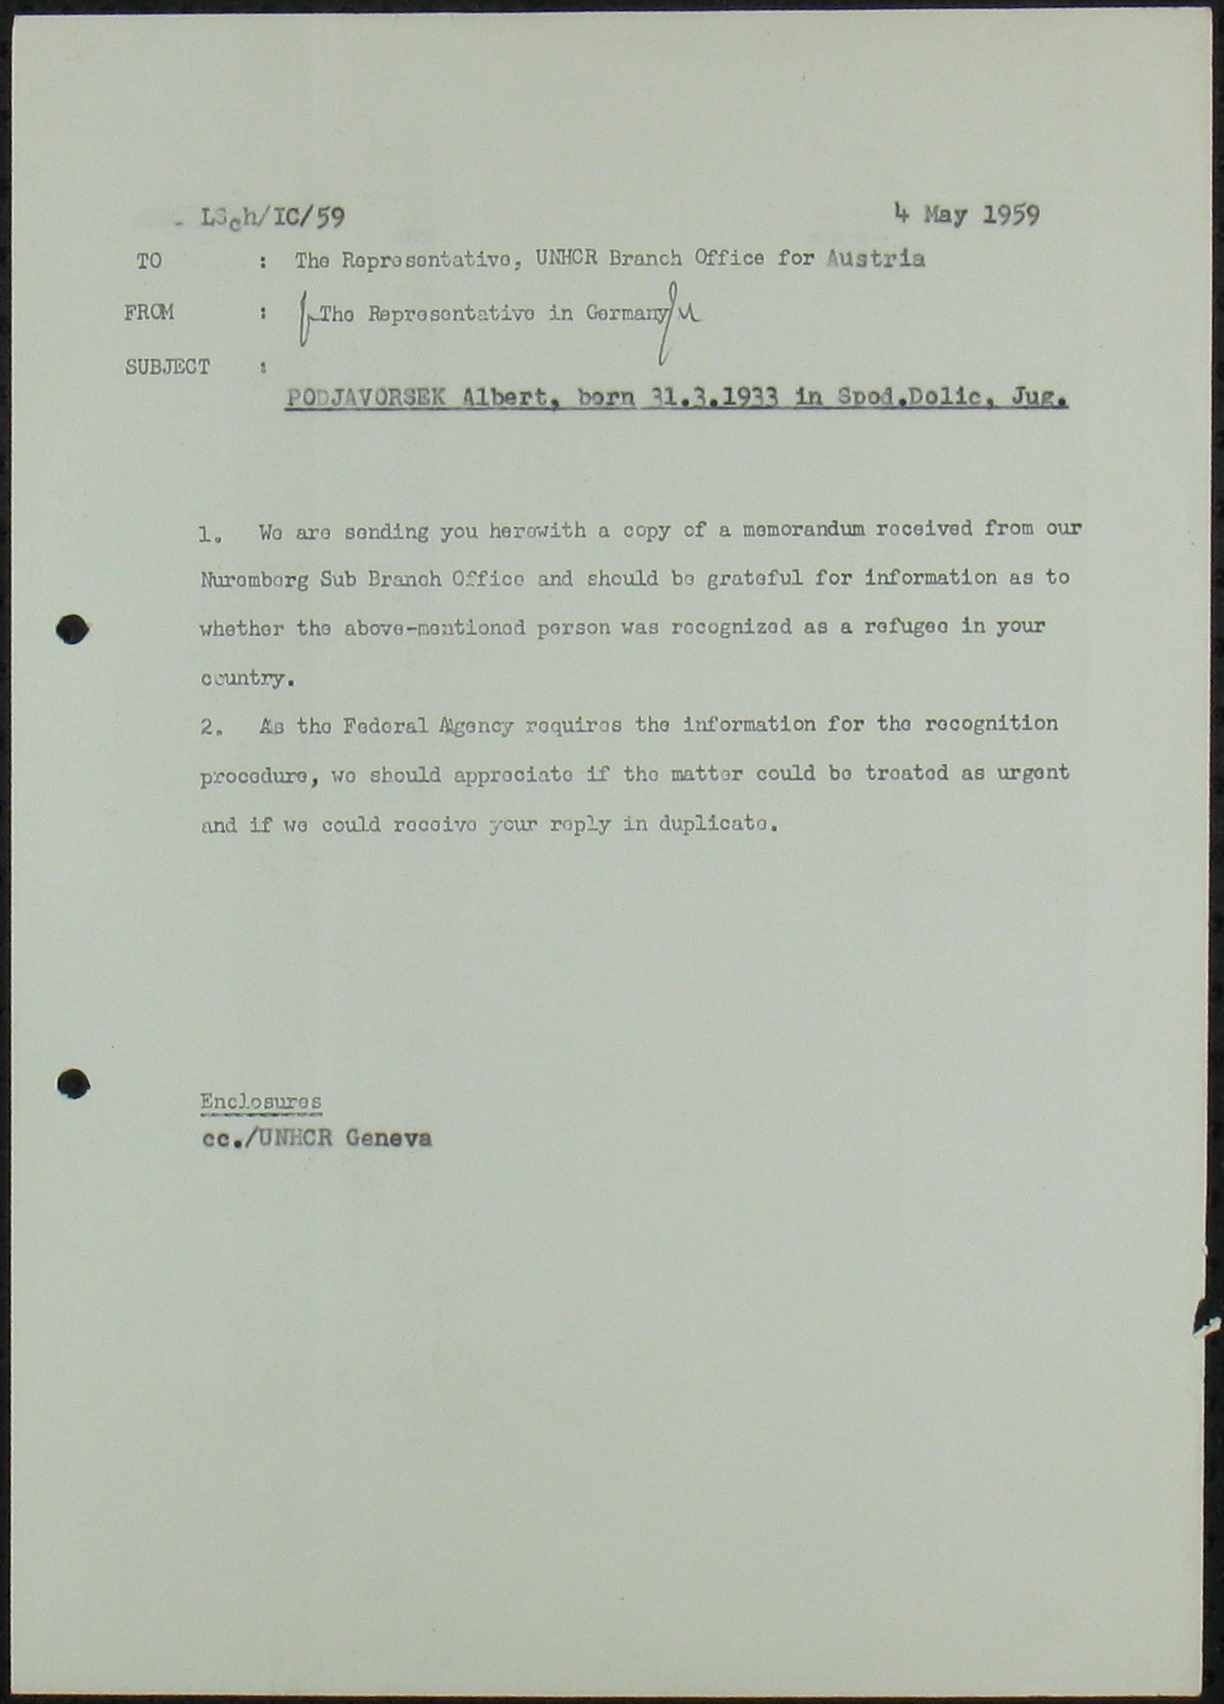 LSch/IC/59 4 May 1959
TO : The Representative, UNHCR Branch Office for Austria
FROM : The Representative in Germany
SUBJECT :
PODJAVORSEK Albert, born 31.3.1933 in Spod.Dolic, Jug.
1. We are sending you herewith a copy of a memorandum received from our
Nuremberg Sub Branch Office and should be grateful for information as to
whether the above-mentioned person was recognized as a refugee in your
country.
2. As the Federal Agency requires the information for the recognition
procedure, we should appreciate if the matter could be treated as urgent
and if we could receive your reply in duplicate.
Enclosures
cc./UNHCR Geneva